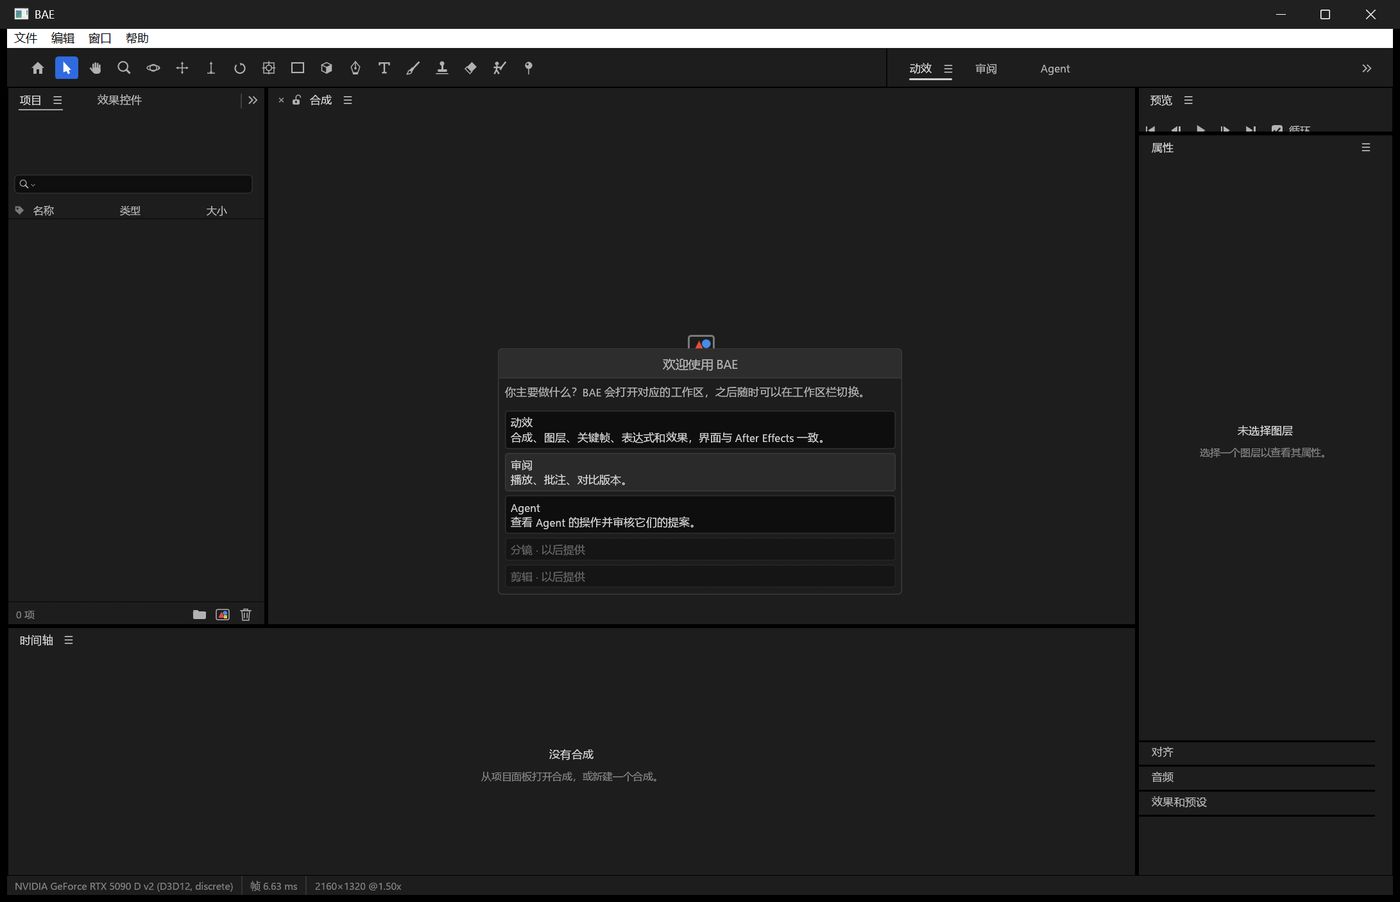 BAE
文件 编辑 窗口 帮助
动效 审阅 Agent
项目 效果控件
合成
预览
循环
属性
名称 类型 大小
欢迎使用 BAE
你主要做什么？BAE 会打开对应的工作区，之后随时可以在工作区栏切换。
动效
合成、图层、关键帧、表达式和效果，界面与 After Effects 一致。
审阅
播放、批注、对比版本。
Agent
查看 Agent 的操作并审核它们的提案。
分镜 · 以后提供
剪辑 · 以后提供
未选择图层
选择一个图层以查看其属性。
0 项
时间轴
没有合成
从项目面板打开合成，或新建一个合成。
对齐
音频
效果和预设
NVIDIA GeForce RTX 5090 D v2 (D3D12, discrete) 帧 6.63 ms 2160×1320 @1.50x